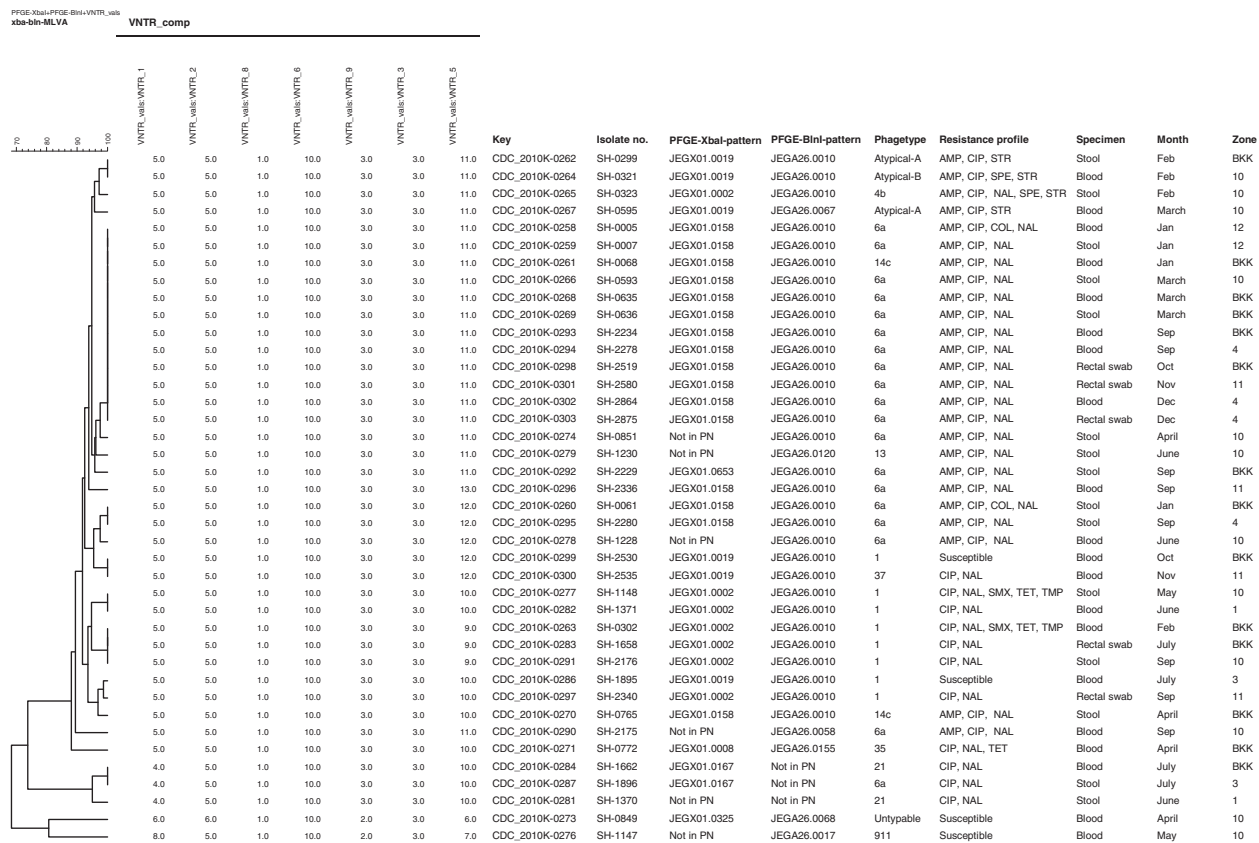 PFGE-XbaI+PFGE-BlnI+VNTR_vals
xba-bln-MLVA VNTR_comp
70 80 90 100 VNTR_vals:VNTR_1 VNTR_vals:VNTR_2 VNTR_vals:VNTR_8 VNTR_vals:VNTR_6 VNTR_vals:VNTR_9 VNTR_vals:VNTR_3 VNTR_vals:VNTR_5
Key Isolate no. PFGE-XbaI-pattern PFGE-BlnI-pattern Phagetype Resistance profile Specimen Month Zone
5.0 5.0 1.0 10.0 3.0 3.0 11.0 CDC_2010K-0262 SH-0299 JEGX01.0019 JEGA26.0010 Atypical-A AMP, CIP, STR Stool Feb BKK
5.0 5.0 1.0 10.0 3.0 3.0 11.0 CDC_2010K-0264 SH-0321 JEGX01.0019 JEGA26.0010 Atypical-B AMP, CIP, SPE, STR Blood Feb 10
5.0 5.0 1.0 10.0 3.0 3.0 11.0 CDC_2010K-0265 SH-0323 JEGX01.0002 JEGA26.0010 4b AMP, CIP, NAL, SPE, STR Stool Feb 10
5.0 5.0 1.0 10.0 3.0 3.0 11.0 CDC_2010K-0267 SH-0595 JEGX01.0019 JEGA26.0067 Atypical-A AMP, CIP, STR Blood March 10
5.0 5.0 1.0 10.0 3.0 3.0 11.0 CDC_2010K-0258 SH-0005 JEGX01.0158 JEGA26.0010 6a AMP, CIP, COL, NAL Blood Jan 12
5.0 5.0 1.0 10.0 3.0 3.0 11.0 CDC_2010K-0259 SH-0007 JEGX01.0158 JEGA26.0010 6a AMP, CIP, NAL Stool Jan 12
5.0 5.0 1.0 10.0 3.0 3.0 11.0 CDC_2010K-0261 SH-0068 JEGX01.0158 JEGA26.0010 14c AMP, CIP, NAL Blood Jan BKK
5.0 5.0 1.0 10.0 3.0 3.0 11.0 CDC_2010K-0266 SH-0593 JEGX01.0158 JEGA26.0010 6a AMP, CIP, NAL Stool March 10
5.0 5.0 1.0 10.0 3.0 3.0 11.0 CDC_2010K-0268 SH-0635 JEGX01.0158 JEGA26.0010 6a AMP, CIP, NAL Blood March BKK
5.0 5.0 1.0 10.0 3.0 3.0 11.0 CDC_2010K-0269 SH-0636 JEGX01.0158 JEGA26.0010 6a AMP, CIP, NAL Stool March BKK
5.0 5.0 1.0 10.0 3.0 3.0 11.0 CDC_2010K-0293 SH-2234 JEGX01.0158 JEGA26.0010 6a AMP, CIP, NAL Blood Sep BKK
5.0 5.0 1.0 10.0 3.0 3.0 11.0 CDC_2010K-0294 SH-2278 JEGX01.0158 JEGA26.0010 6a AMP, CIP, NAL Blood Sep 4
5.0 5.0 1.0 10.0 3.0 3.0 11.0 CDC_2010K-0298 SH-2519 JEGX01.0158 JEGA26.0010 6a AMP, CIP, NAL Rectal swab Oct BKK
5.0 5.0 1.0 10.0 3.0 3.0 11.0 CDC_2010K-0301 SH-2580 JEGX01.0158 JEGA26.0010 6a AMP, CIP, NAL Rectal swab Nov 11
5.0 5.0 1.0 10.0 3.0 3.0 11.0 CDC_2010K-0302 SH-2864 JEGX01.0158 JEGA26.0010 6a AMP, CIP, NAL Blood Dec 4
5.0 5.0 1.0 10.0 3.0 3.0 11.0 CDC_2010K-0303 SH-2875 JEGX01.0158 JEGA26.0010 6a AMP, CIP, NAL Rectal swab Dec 4
5.0 5.0 1.0 10.0 3.0 3.0 11.0 CDC_2010K-0274 SH-0851 Not in PN JEGA26.0010 6a AMP, CIP, NAL Stool April 10
5.0 5.0 1.0 10.0 3.0 3.0 11.0 CDC_2010K-0279 SH-1230 Not in PN JEGA26.0120 13 AMP, CIP, NAL Stool June 10
5.0 5.0 1.0 10.0 3.0 3.0 11.0 CDC_2010K-0292 SH-2229 JEGX01.0653 JEGA26.0010 6a AMP, CIP, NAL Stool Sep BKK
5.0 5.0 1.0 10.0 3.0 3.0 13.0 CDC_2010K-0296 SH-2336 JEGX01.0158 JEGA26.0010 6a AMP, CIP, NAL Blood Sep 11
5.0 5.0 1.0 10.0 3.0 3.0 12.0 CDC_2010K-0260 SH-0061 JEGX01.0158 JEGA26.0010 6a AMP, CIP, COL, NAL Stool Jan BKK
5.0 5.0 1.0 10.0 3.0 3.0 12.0 CDC_2010K-0295 SH-2280 JEGX01.0158 JEGA26.0010 6a AMP, CIP, NAL Stool Sep 4
5.0 5.0 1.0 10.0 3.0 3.0 12.0 CDC_2010K-0278 SH-1228 Not in PN JEGA26.0010 6a AMP, CIP, NAL Blood June 10
5.0 5.0 1.0 10.0 3.0 3.0 12.0 CDC_2010K-0299 SH-2530 JEGX01.0019 JEGA26.0010 1 Susceptible Blood Oct BKK
5.0 5.0 1.0 10.0 3.0 3.0 12.0 CDC_2010K-0300 SH-2535 JEGX01.0019 JEGA26.0010 37 CIP, NAL Blood Nov 11
5.0 5.0 1.0 10.0 3.0 3.0 10.0 CDC_2010K-0277 SH-1148 JEGX01.0002 JEGA26.0010 1 CIP, NAL, SMX, TET, TMP Stool May 10
5.0 5.0 1.0 10.0 3.0 3.0 10.0 CDC_2010K-0282 SH-1371 JEGX01.0002 JEGA26.0010 1 CIP, NAL Blood June 1
5.0 5.0 1.0 10.0 3.0 3.0 9.0 CDC_2010K-0263 SH-0302 JEGX01.0002 JEGA26.0010 1 CIP, NAL, SMX, TET, TMP Blood Feb BKK
5.0 5.0 1.0 10.0 3.0 3.0 9.0 CDC_2010K-0283 SH-1658 JEGX01.0002 JEGA26.0010 1 CIP, NAL Rectal swab July BKK
5.0 5.0 1.0 10.0 3.0 3.0 9.0 CDC_2010K-0291 SH-2176 JEGX01.0002 JEGA26.0010 1 CIP, NAL Stool Sep 10
5.0 5.0 1.0 10.0 3.0 3.0 10.0 CDC_2010K-0286 SH-1895 JEGX01.0019 JEGA26.0010 1 Susceptible Blood July 3
5.0 5.0 1.0 10.0 3.0 3.0 10.0 CDC_2010K-0297 SH-2340 JEGX01.0002 JEGA26.0010 1 CIP, NAL Rectal swab Sep 11
5.0 5.0 1.0 10.0 3.0 3.0 10.0 CDC_2010K-0270 SH-0765 JEGX01.0158 JEGA26.0010 14c AMP, CIP, NAL Stool April BKK
5.0 5.0 1.0 10.0 3.0 3.0 11.0 CDC_2010K-0290 SH-2175 Not in PN JEGA26.0058 6a AMP, CIP, NAL Blood Sep 10
5.0 5.0 1.0 10.0 3.0 3.0 10.0 CDC_2010K-0271 SH-0772 JEGX01.0008 JEGA26.0155 35 CIP, NAL, TET Blood April BKK
4.0 5.0 1.0 10.0 3.0 3.0 10.0 CDC_2010K-0284 SH-1662 JEGX01.0167 Not in PN 21 CIP, NAL Blood July BKK
4.0 5.0 1.0 10.0 3.0 3.0 10.0 CDC_2010K-0287 SH-1896 JEGX01.0167 Not in PN 6a CIP, NAL Stool July 3
4.0 5.0 1.0 10.0 3.0 3.0 10.0 CDC_2010K-0281 SH-1370 Not in PN Not in PN 21 CIP, NAL Stool June 1
6.0 6.0 1.0 10.0 2.0 3.0 6.0 CDC_2010K-0273 SH-0849 JEGX01.0325 JEGA26.0068 Untypable Susceptible Blood April 10
8.0 5.0 1.0 10.0 2.0 3.0 7.0 CDC_2010K-0276 SH-1147 Not in PN JEGA26.0017 911 Susceptible Blood May 10